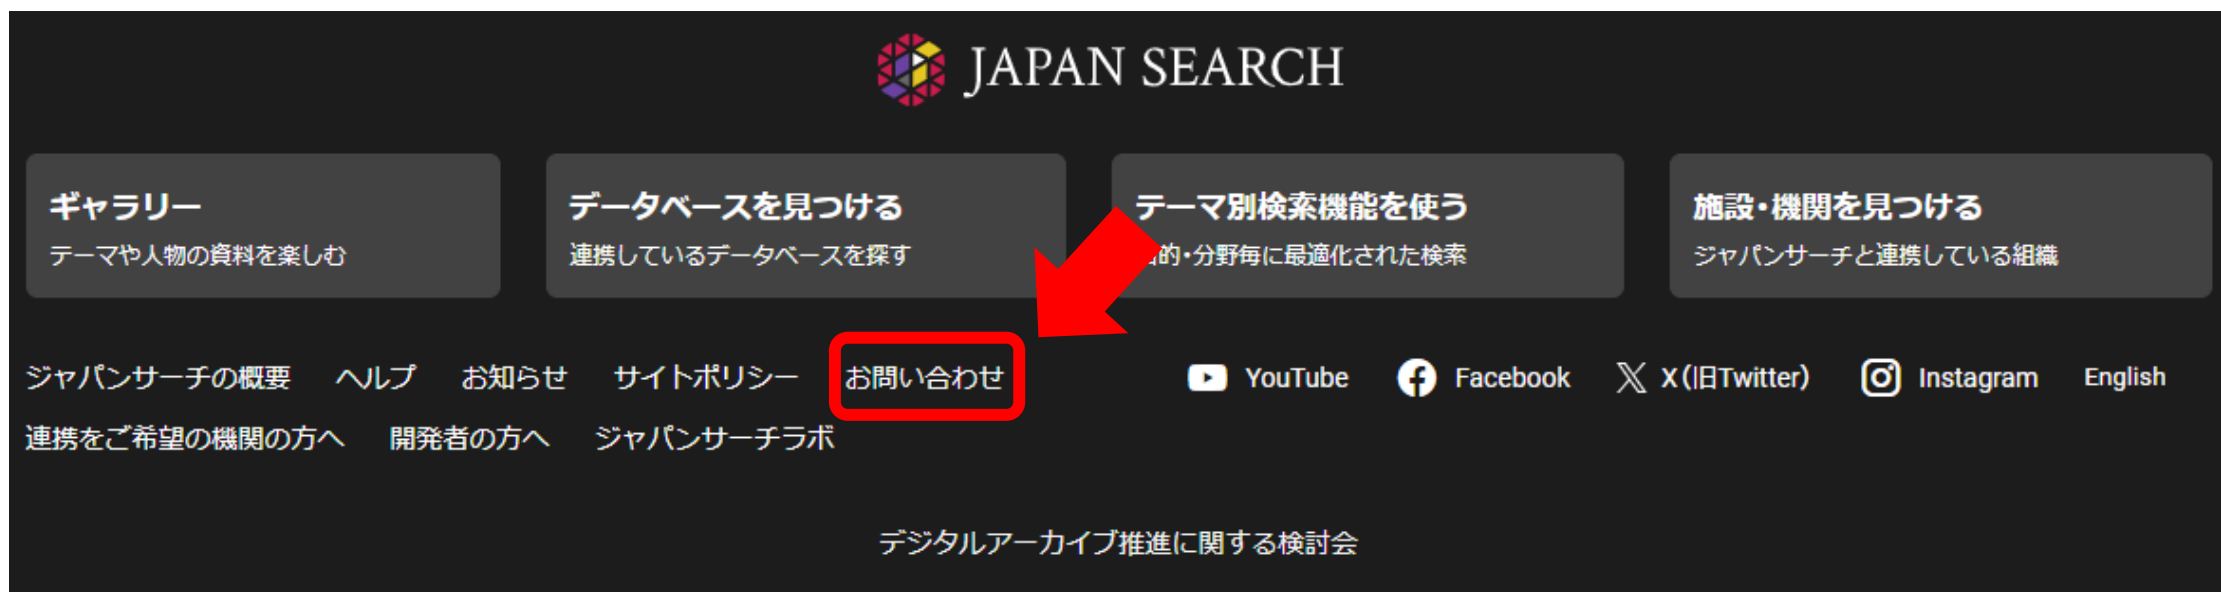 JAPAN SEARCH
ギャラリー
テーマや人物の資料を楽しむ
データベースを見つける
連携しているデータベースを探す
テーマ別検索機能を使う
的・分野毎に最適化された検索
施設・機関を見つける
ジャパンサーチと連携している組織
ジャパンサーチの概要 ヘルプ お知らせ サイトポリシー お問い合わせ
YouTube Facebook X(旧Twitter) Instagram English
連携をご希望の機関の方へ 開発者の方へ ジャパンサーチラボ
デジタルアーカイブ推進に関する検討会